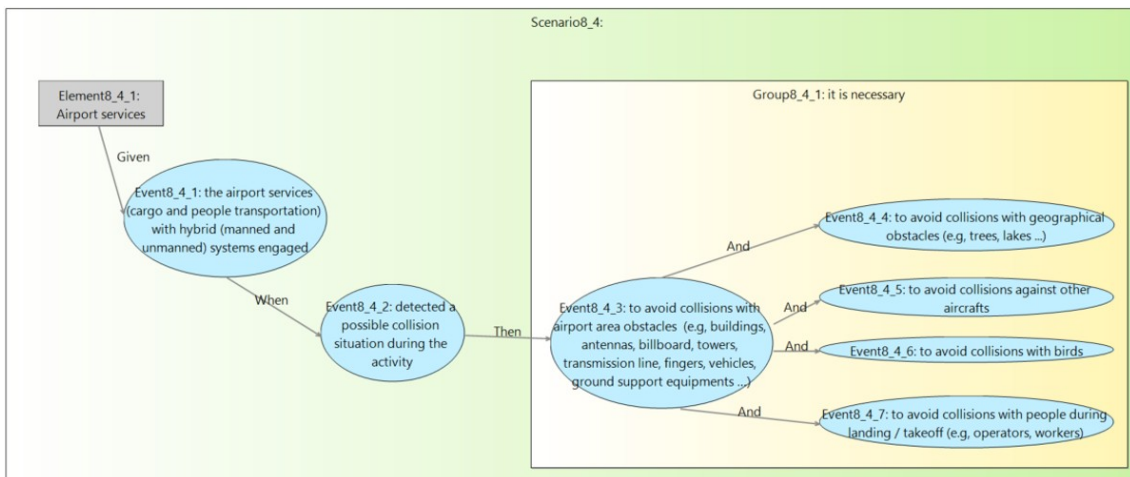 Scenario8_4:
Element8_4_1:
Airport services
Group8_4_1: it is necessary
Given
Event8_4_1: the airport services
(cargo and people transportation)
with hybrid (manned and
unmanned) systems engaged
When
Event8_4_2: detected a
possible collision
situation during the
activity
Then
Event8_4_3: to avoid collisions with
airport area obstacles (e.g, buildings,
antennas, billboard, towers,
transmission line, fingers, vehicles,
ground support equipments ...)
And
Event8_4_4: to avoid collisions with geographical
obstacles (e.g, trees, lakes ...)
And
Event8_4_5: to avoid collisions against other
aircrafts
And
Event8_4_6: to avoid collisions with birds
And
Event8_4_7: to avoid collisions with people during
landing / takeoff (e.g, operators, workers)